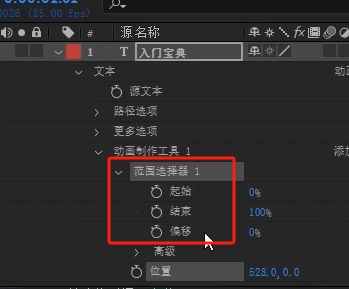 0026 (25.00 fps)
# 源名称
1 T 入门宝典
文本 动画
源文本
路径选项
更多选项
动画制作工具 1 添加
范围选择器 1
起始 0%
结束 100%
偏移 0%
高级
位置 528.0,0.0